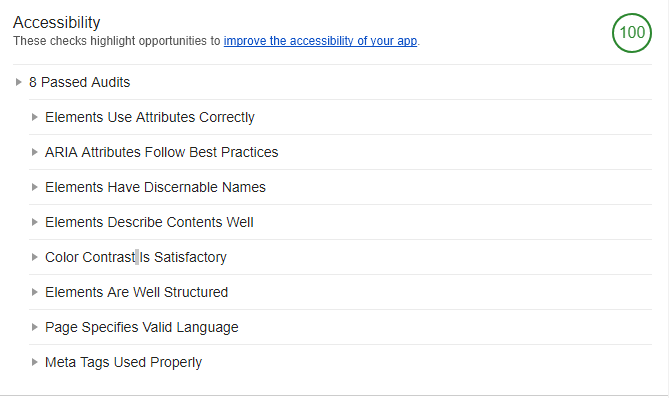 Accessibility
These checks highlight opportunities to improve the accessibility of your app.
100
8 Passed Audits
Elements Use Attributes Correctly
ARIA Attributes Follow Best Practices
Elements Have Discernable Names
Elements Describe Contents Well
Color Contrast Is Satisfactory
Elements Are Well Structured
Page Specifies Valid Language
Meta Tags Used Properly